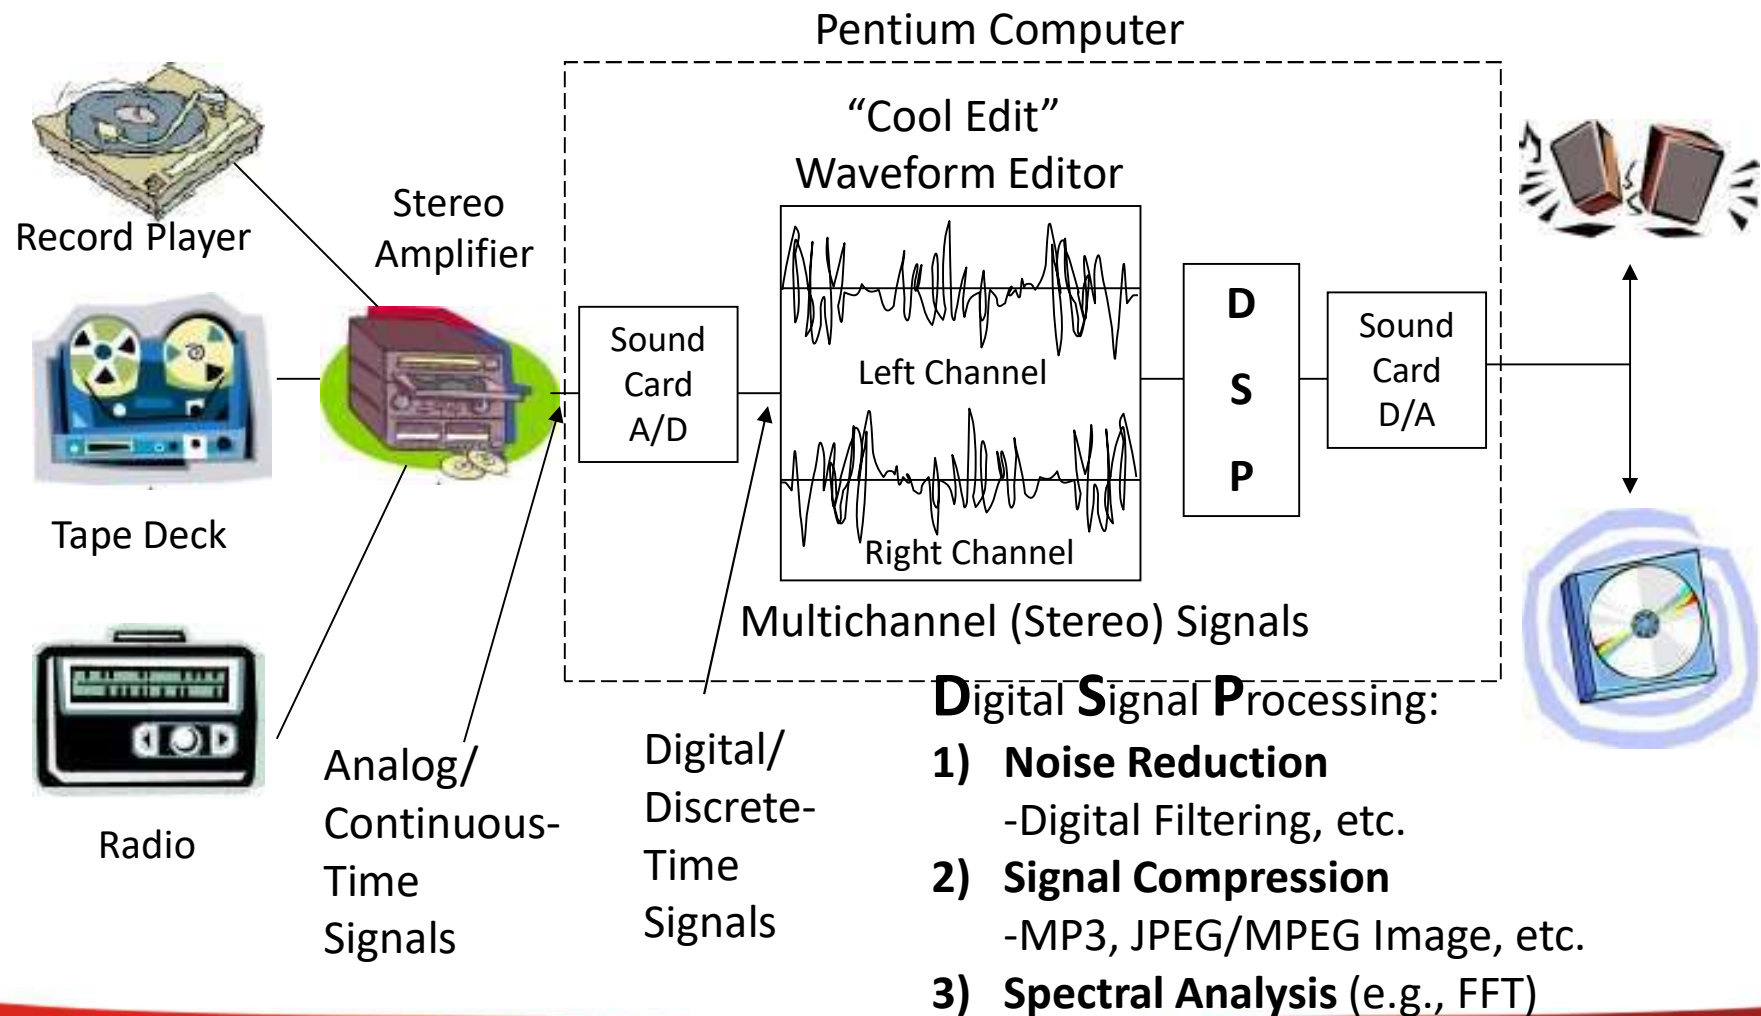 Pentium Computer
“Cool Edit”
Waveform Editor
Record Player
Stereo
Amplifier
Sound
Card
A/D
Left Channel
Right Channel
D
S
P
Sound
Card
D/A
Tape Deck
Multichannel (Stereo) Signals
Radio
Analog/
Continuous-
Time
Signals
Digital/
Discrete-
Time
Signals
Digital Signal Processing:
1) Noise Reduction
-Digital Filtering, etc.
2) Signal Compression
-MP3, JPEG/MPEG Image, etc.
3) Spectral Analysis (e.g., FFT)